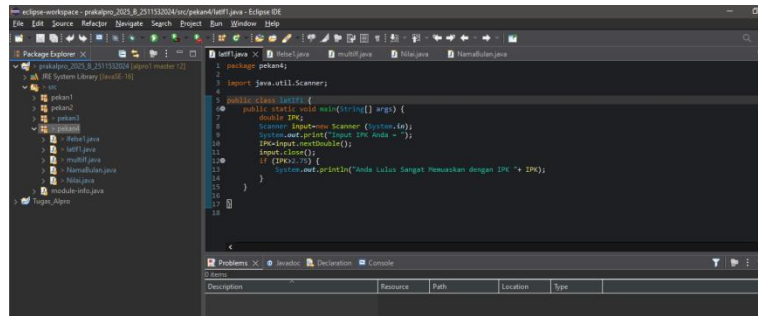 eclipse-workspace - prakalpro_2025_B_2511532024/src/pekan4/latif1.java - Eclipse IDE
File Edit Source Refactor Navigate Search Project Run Window Help
Package Explorer
latif1.java
Ifelse1.java
multiIf.java
Nilai.java
NamaBulan.java
> prakalpro_2025_B_2511532024 [alpro1 master ↑2]
JRE System Library [JavaSE-16]
> src
pekan1
pekan2
> pekan3
> pekan4
> Ifelse1.java
> latif1.java
> multiIf.java
> NamaBulan.java
> Nilai.java
module-info.java
Tugas_Alpro
1 package pekan4;
2
3 import java.util.Scanner;
4
5 public class latif1 {
6 public static void main(String[] args) {
7 double IPK;
8 Scanner input=new Scanner (System.in);
9 System.out.print("Input IPK Anda = ");
10 IPK=input.nextDouble();
11 input.close();
12 if (IPK>2.75) {
13 System.out.println("Anda Lulus Sangat Memuaskan dengan IPK "+ IPK);
14 }
15 }
16
17 }
18
Problems
Javadoc
Declaration
Console
0 items
Description Resource Path Location Type